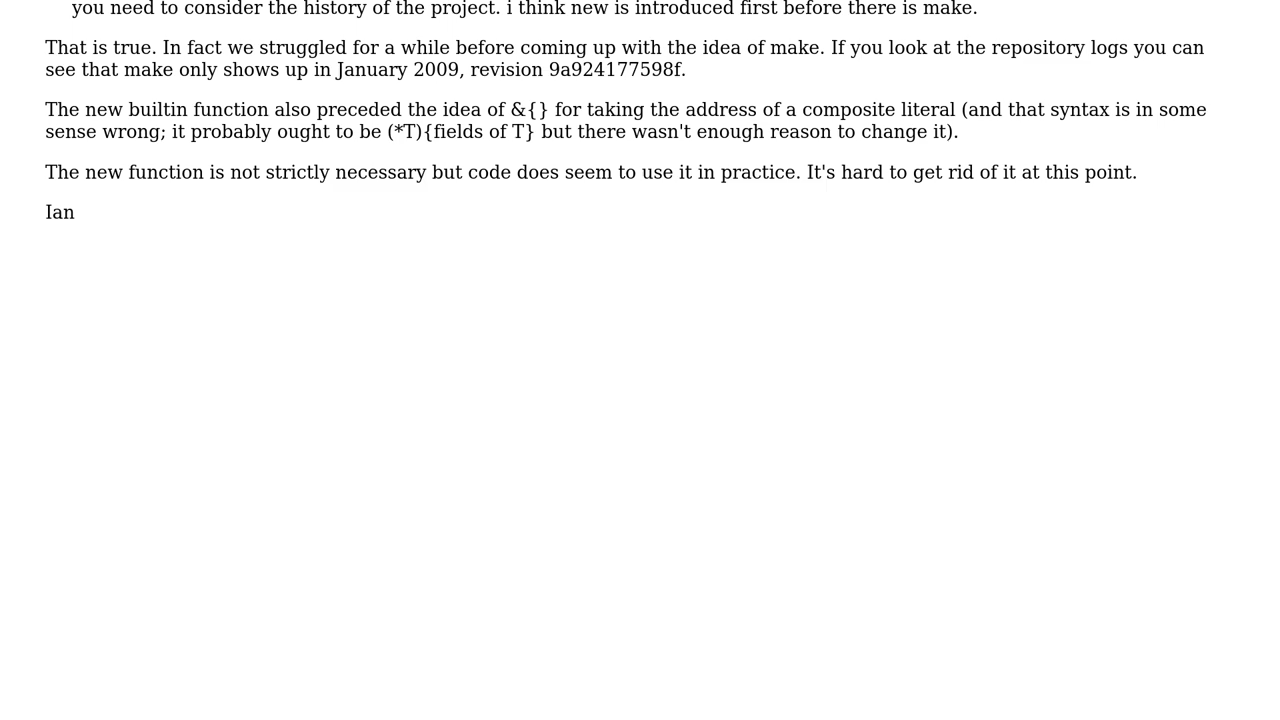 you need to consider the history of the project. i think new is introduced first before there is make.
That is true. In fact we struggled for a while before coming up with the idea of make. If you look at the repository logs you can
see that make only shows up in January 2009, revision 9a924177598f.
The new builtin function also preceded the idea of &{} for taking the address of a composite literal (and that syntax is in some
sense wrong; it probably ought to be (*T){fields of T} but there wasn't enough reason to change it).
The new function is not strictly necessary but code does seem to use it in practice. It's hard to get rid of it at this point.
Ian